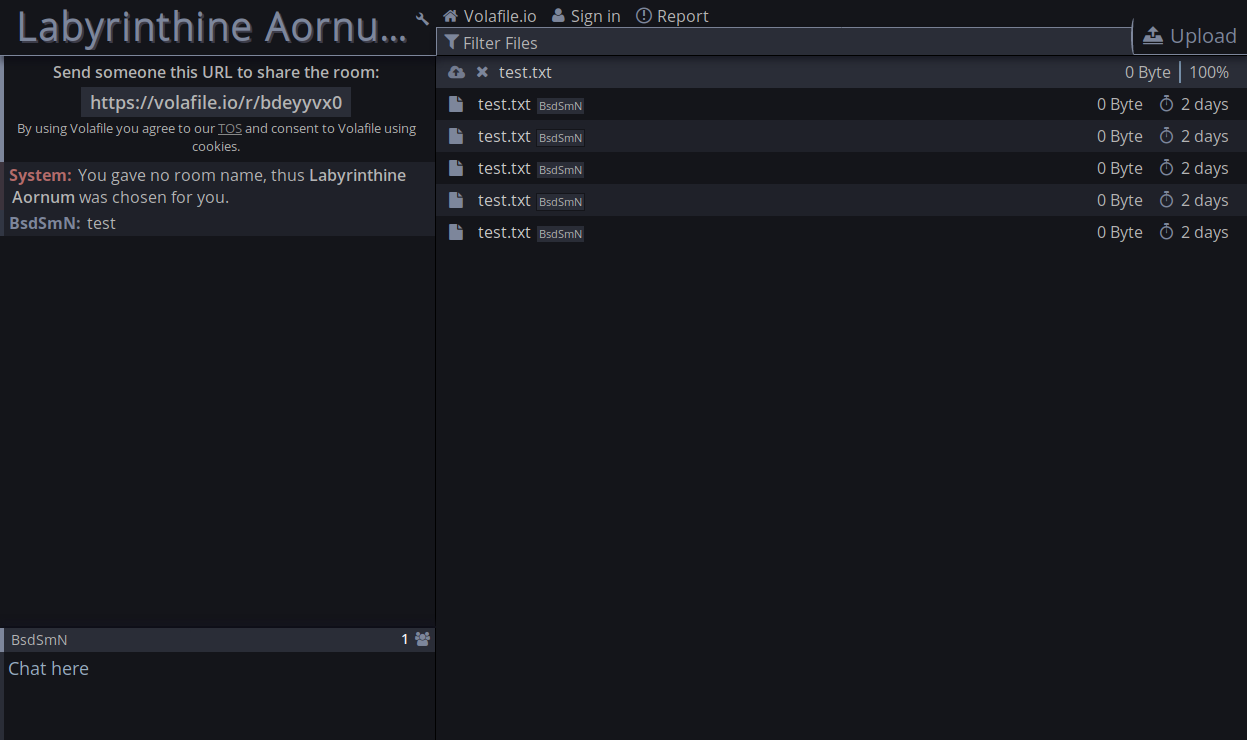 Labyrinthine Aornu...
Send someone this URL to share the room:
https://volafile.io/r/bdeyyvx0
By using Volafile you agree to our TOS and consent to Volafile using
cookies.
System: You gave no room name, thus Labyrinthine
Aornum was chosen for you.
BsdSmN: test
BsdSmN 1
Chat here
Volafile.io Sign in Report
Filter Files
Upload
test.txt 0 Byte 100%
test.txt BsdSmN 0 Byte 2 days
test.txt BsdSmN 0 Byte 2 days
test.txt BsdSmN 0 Byte 2 days
test.txt BsdSmN 0 Byte 2 days
test.txt BsdSmN 0 Byte 2 days